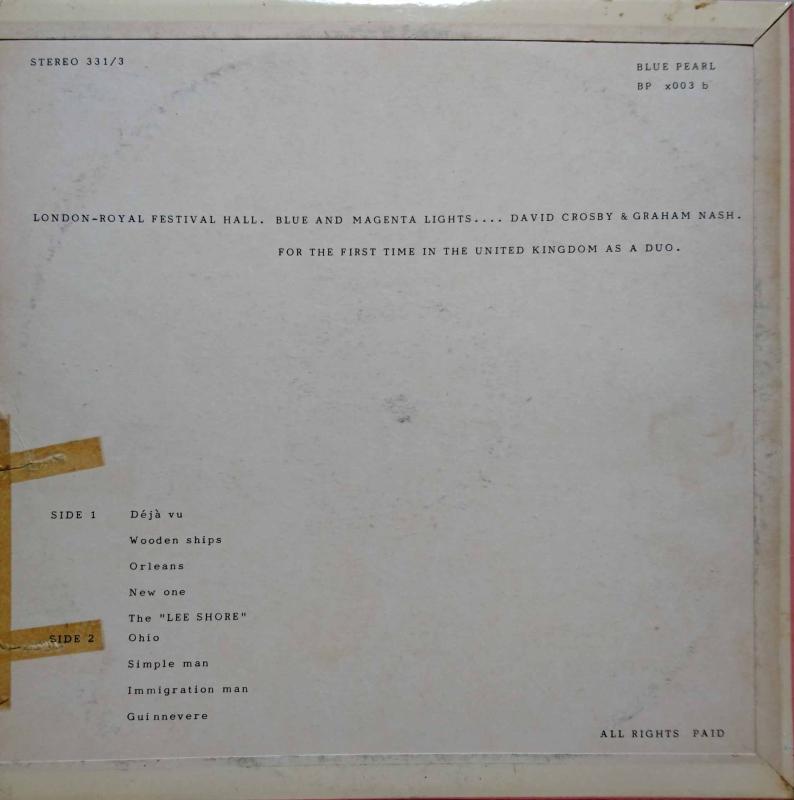 STEREO 331/3
BLUE PEARL
BP x003 b
LONDON-ROYAL FESTIVAL HALL. BLUE AND MAGENTA LIGHTS.... DAVID CROSBY & GRAHAM NASH.
FOR THE FIRST TIME IN THE UNITED KINGDOM AS A DUO.
SIDE 1 Déjà vu
Wooden ships
Orleans
New one
The "LEE SHORE"
SIDE 2 Ohio
Simple man
Immigration man
Guinnevere
ALL RIGHTS PAID